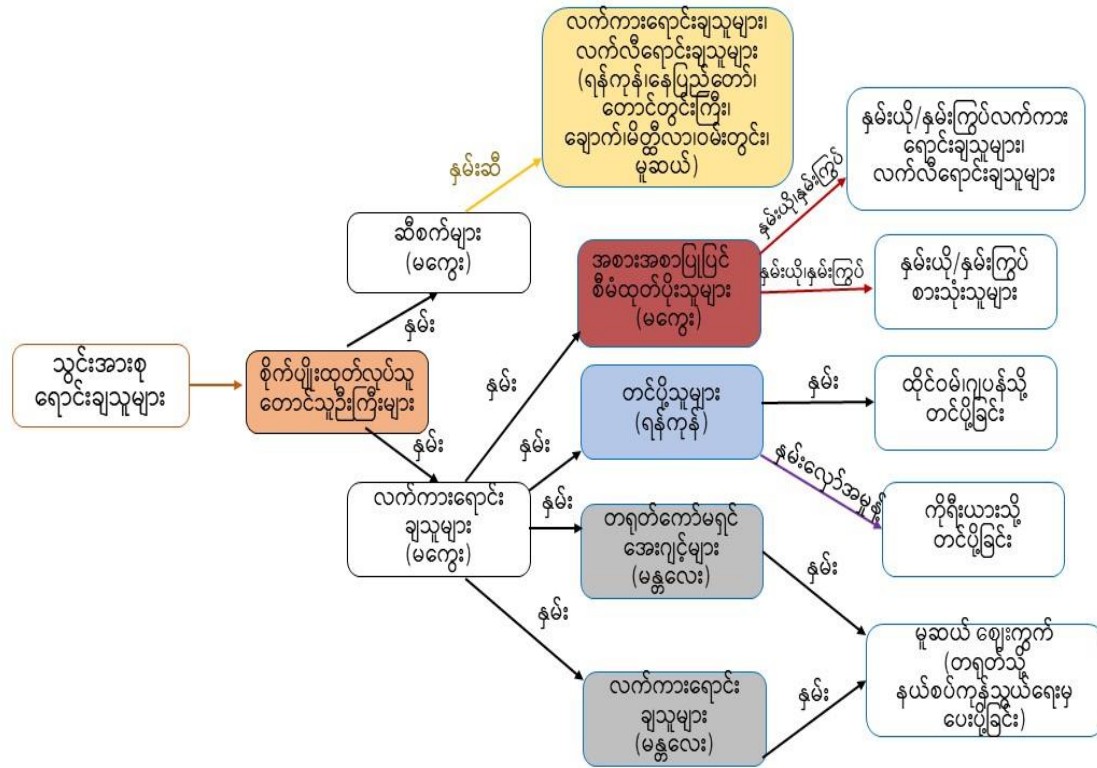 လက်ကားရောင်းချသူများ၊
လက်လီရောင်းချသူများ
(ရန်ကုန်၊နေပြည်တော်၊
တောင်တွင်းကြီး၊
ချောက်၊မိတ္ထီလာ၊ဝမ်းတွင်း၊
မူဆယ်)
နှမ်းဆီ
ဆီစက်များ
(မကွေး)
နှမ်း
သွင်းအားစု
ရောင်းချသူများ
စိုက်ပျိုးထုတ်လုပ်သူ
တောင်သူဦးကြီးများ
နှမ်း
လက်ကားရောင်း
ချသူများ
(မကွေး)
နှမ်း
နှမ်း
နှမ်း
နှမ်း
အစားအစာပြုပြင်
စီမံထုတ်ပိုးသူများ
(မကွေး)
နှမ်းယို၊နှမ်းကြွပ်
နှမ်းယို/နှမ်းကြွပ်လက်ကား
ရောင်းချသူများ၊
လက်လီရောင်းချသူများ
နှမ်းယို၊နှမ်းကြွပ်
နှမ်းယို/နှမ်းကြွပ်
စားသုံးသူများ
တင်ပို့သူများ
(ရန်ကုန်)
နှမ်း
ထိုင်ဝမ်၊ဂျပန်သို့
တင်ပို့ခြင်း
နှမ်းလှော်အမှုန့်
ကိုရီးယားသို့
တင်ပို့ခြင်း
တရုတ်ကော်မရှင်
အေးဂျင့်များ
(မန္တလေး)
နှမ်း
လက်ကားရောင်း
ချသူများ
(မန္တလေး)
နှမ်း
မူဆယ် ဈေးကွက်
(တရုတ်သို့
နယ်စပ်ကုန်သွယ်ရေးမှ
ပေးပို့ခြင်း)